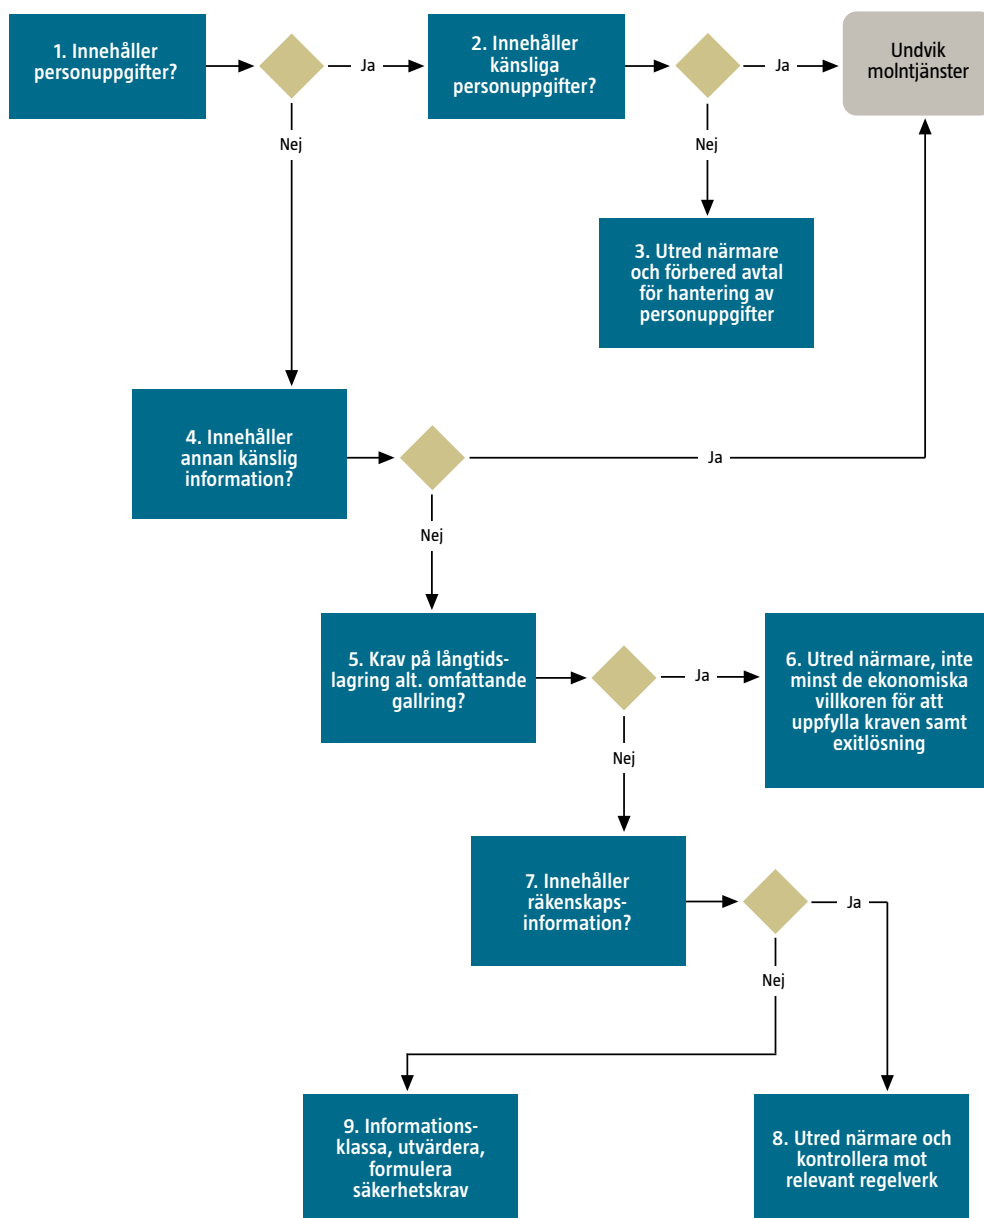 1. Innehåller
personuppgifter?
Ja
2. Innehåller
känsliga
personuppgifter?
Ja
Undvik
molntjänster
Nej
Nej
3. Utred närmare
och förbered avtal
för hantering av
personuppgifter
4. Innehåller
annan känslig
information?
Ja
Nej
5. Krav på långtids-
lagring alt. omfattande
gallring?
Ja
6. Utred närmare, inte
minst de ekonomiska
villkoren för att
uppfylla kraven samt
exitlösning
Nej
7. Innehåller
räkenskaps-
information?
Ja
Nej
9. Informations-
klassa, utvärdera,
formulera
säkerhetskrav
8. Utred närmare och
kontrollera mot
relevant regelverk